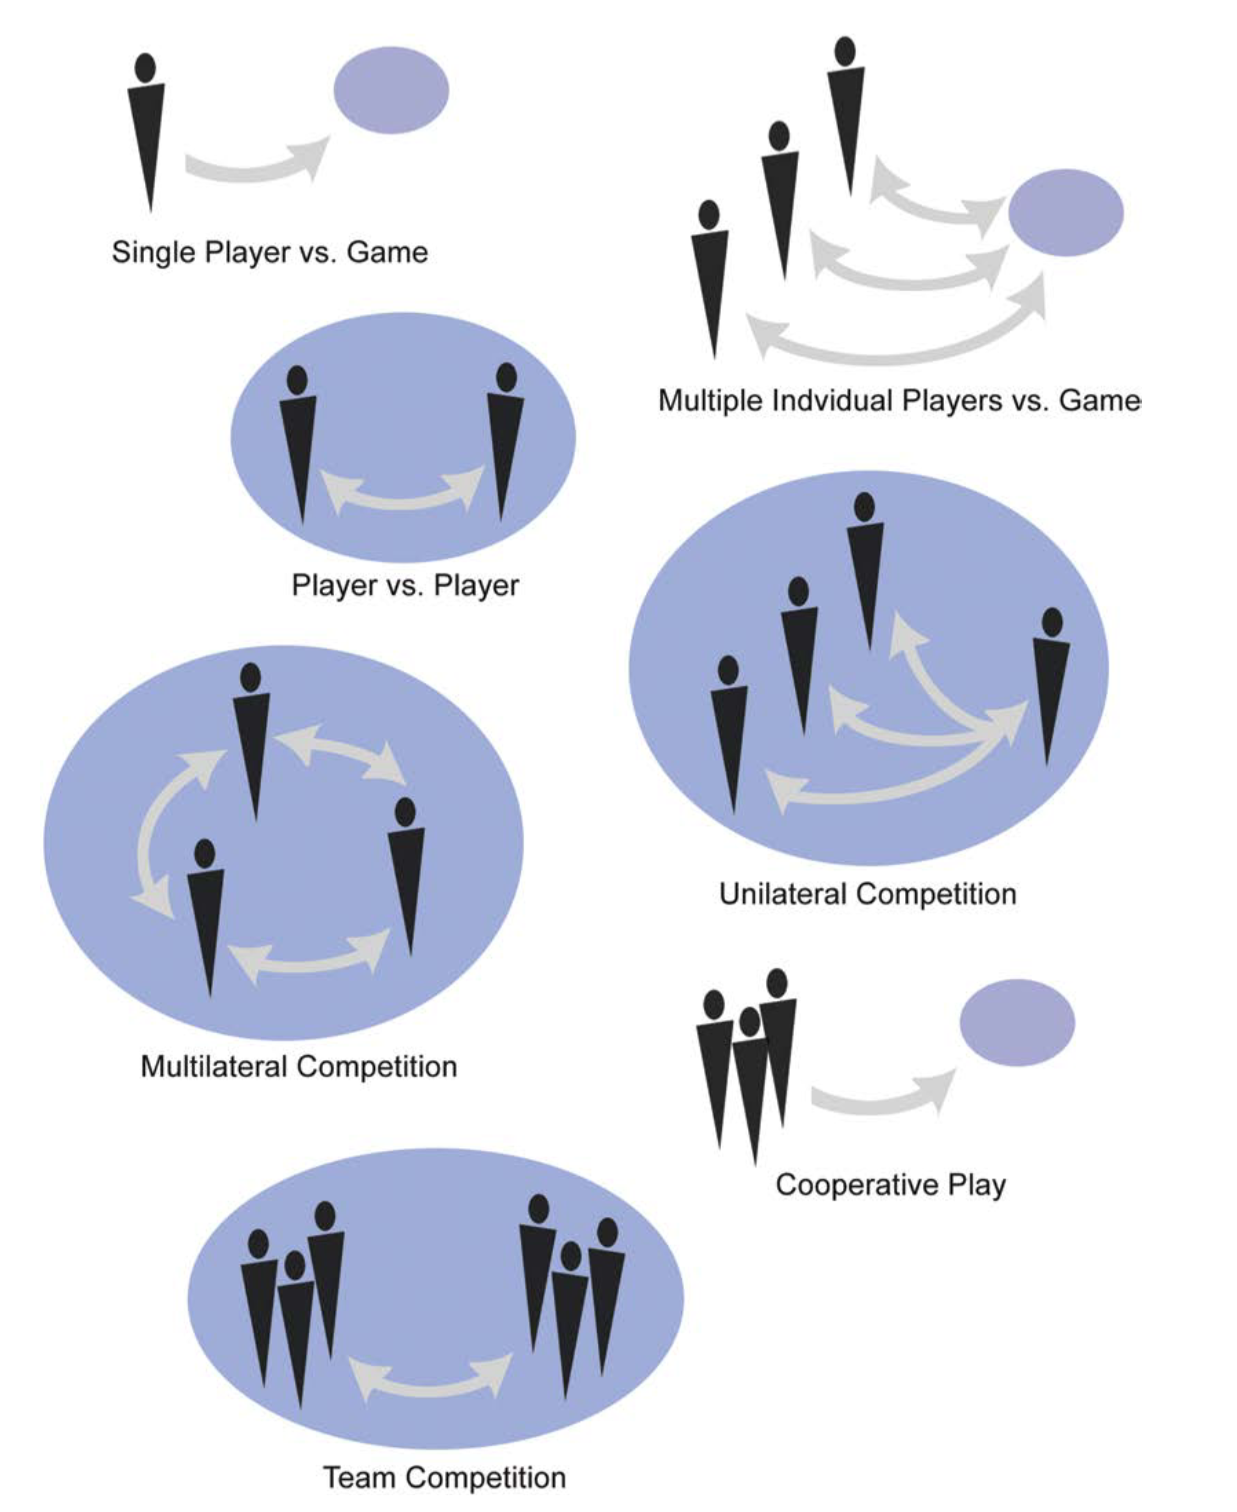 Single Player vs. Game
Multiple Indvidual Players vs. Game
Player vs. Player
Unilateral Competition
Multilateral Competition
Cooperative Play
Team Competition